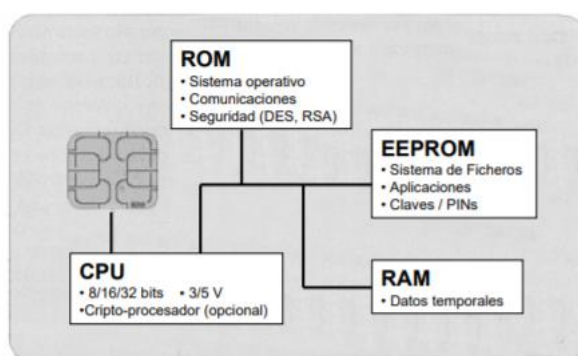 ROM
• Sistema operativo
• Comunicaciones
• Seguridad (DES, RSA)
EEPROM
• Sistema de Ficheros
• Aplicaciones
• Claves / PINs
CPU
• 8/16/32 bits • 3/5 V
•Cripto-procesador (opcional)
RAM
• Datos temporales